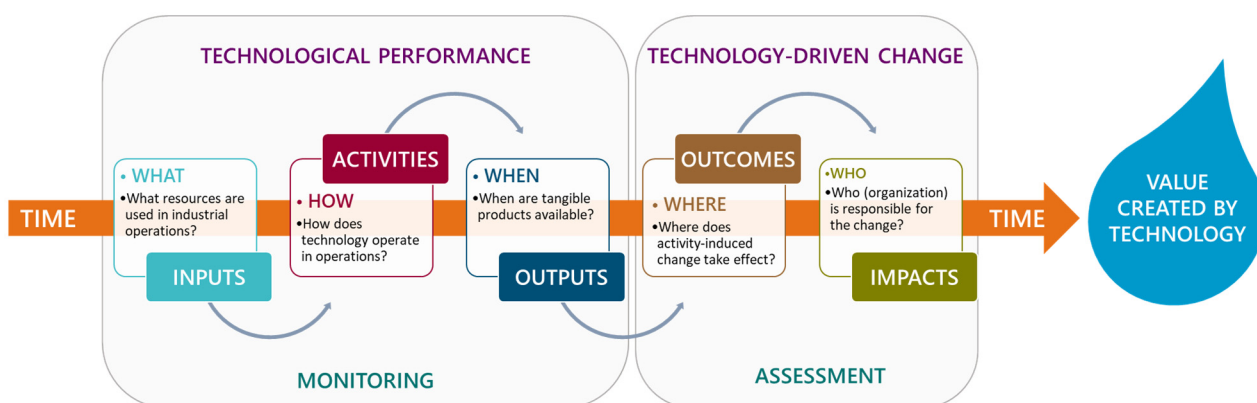 TECHNOLOGICAL PERFORMANCE
TECHNOLOGY-DRIVEN CHANGE
TIME
• WHAT
•What resources are
used in industrial
operations?
INPUTS
ACTIVITIES
• HOW
•How does
technology operate
in operations?
• WHEN
•When are tangible
products available?
OUTPUTS
OUTCOMES
• WHERE
•Where does
activity-induced
change take effect?
•WHO
•Who (organization)
is responsible for
the change?
IMPACTS
TIME
VALUE
CREATED BY
TECHNOLOGY
MONITORING
ASSESSMENT